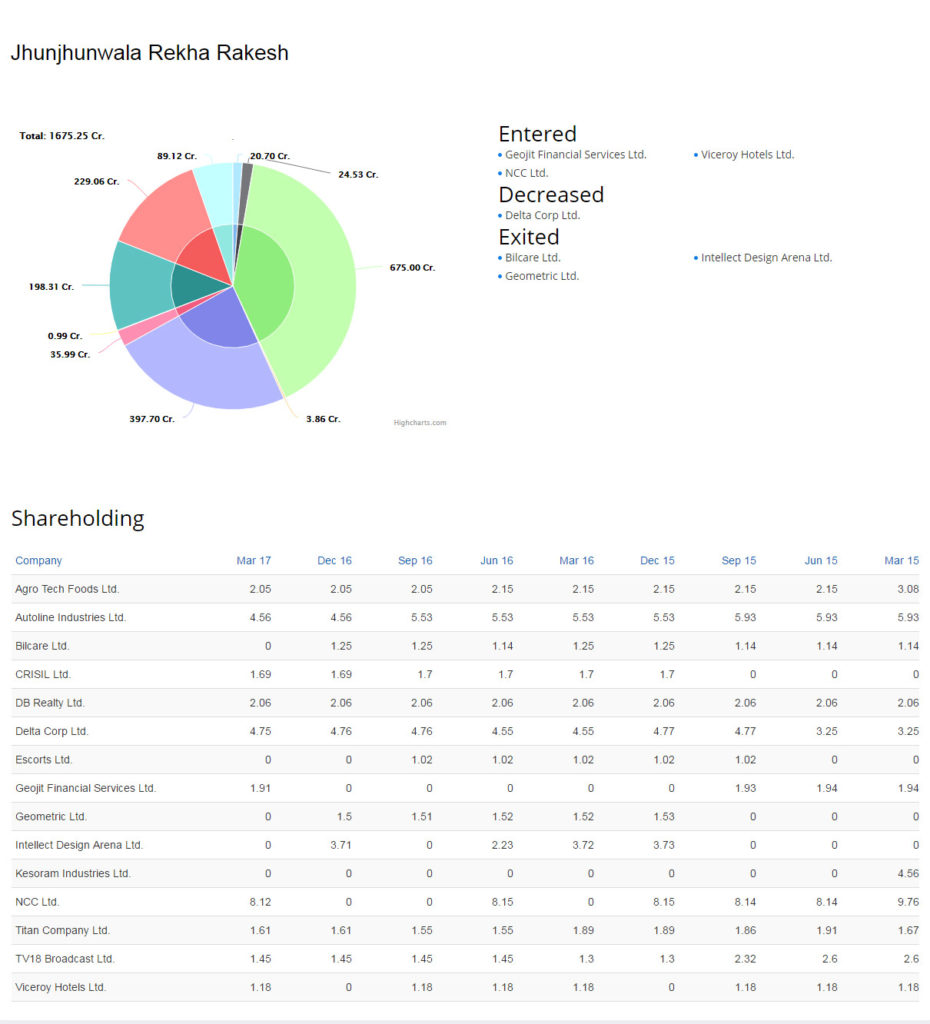 Jhunjhunwala Rekha Rakesh
Total: 1675.25 Cr.
89.12 Cr.
20.70 Cr.
24.53 Cr.
229.06 Cr.
675.00 Cr.
198.31 Cr.
0.99 Cr.
35.99 Cr.
397.70 Cr.
3.86 Cr.
Highcharts.com
Entered
Geojit Financial Services Ltd. Viceroy Hotels Ltd.
NCC Ltd.
Decreased
Delta Corp Ltd.
Exited
Bilcare Ltd. Intellect Design Arena Ltd.
Geometric Ltd.
Shareholding
Company Mar 17 Dec 16 Sep 16 Jun 16 Mar 16 Dec 15 Sep 15 Jun 15 Mar 15
Agro Tech Foods Ltd. 2.05 2.05 2.05 2.15 2.15 2.15 2.15 2.15 3.08
Autoline Industries Ltd. 4.56 4.56 5.53 5.53 5.53 5.53 5.93 5.93 5.93
Bilcare Ltd. 0 1.25 1.25 1.14 1.25 1.25 1.14 1.14 1.14
CRISIL Ltd. 1.69 1.69 1.7 1.7 1.7 1.7 0 0 0
DB Realty Ltd. 2.06 2.06 2.06 2.06 2.06 2.06 2.06 2.06 2.06
Delta Corp Ltd. 4.75 4.76 4.76 4.55 4.55 4.77 4.77 3.25 3.25
Escorts Ltd. 0 0 1.02 1.02 1.02 1.02 1.02 0 0
Geojit Financial Services Ltd. 1.91 0 0 0 0 0 1.93 1.94 1.94
Geometric Ltd. 0 1.5 1.51 1.52 1.52 1.53 0 0 0
Intellect Design Arena Ltd. 0 3.71 0 2.23 3.72 3.73 0 0 0
Kesoram Industries Ltd. 0 0 0 0 0 0 0 0 4.56
NCC Ltd. 8.12 0 0 8.15 0 8.15 8.14 8.14 9.76
Titan Company Ltd. 1.61 1.61 1.55 1.55 1.89 1.89 1.86 1.91 1.67
TV18 Broadcast Ltd. 1.45 1.45 1.45 1.45 1.3 1.3 2.32 2.6 2.6
Viceroy Hotels Ltd. 1.18 0 1.18 1.18 1.18 0 1.18 1.18 1.18